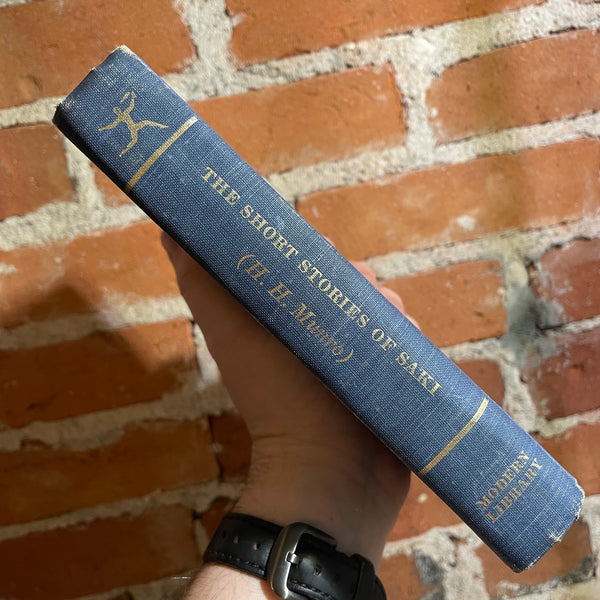 THE SHORT STORIES OF SAKI
(H. H. Munro)
MODERN
LIBRARY